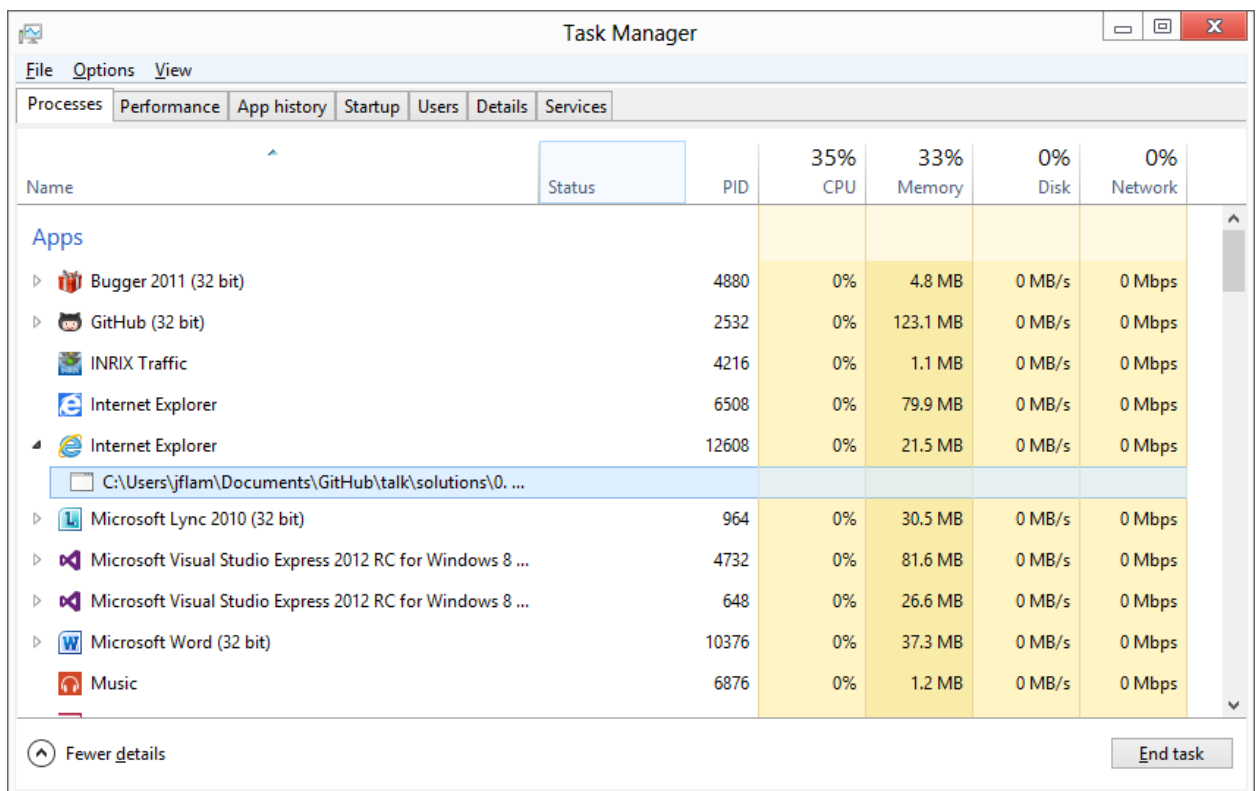 Task Manager
File Options View
Processes Performance App history Startup Users Details Services
35% 33% 0% 0%
Name Status PID CPU Memory Disk Network
Apps
Bugger 2011 (32 bit) 4880 0% 4.8 MB 0 MB/s 0 Mbps
GitHub (32 bit) 2532 0% 123.1 MB 0 MB/s 0 Mbps
INRIX Traffic 4216 0% 1.1 MB 0 MB/s 0 Mbps
Internet Explorer 6508 0% 79.9 MB 0 MB/s 0 Mbps
Internet Explorer 12608 0% 21.5 MB 0 MB/s 0 Mbps
C:\Users\jflam\Documents\GitHub\talk\solutions\0. ...
Microsoft Lync 2010 (32 bit) 964 0% 30.5 MB 0 MB/s 0 Mbps
Microsoft Visual Studio Express 2012 RC for Windows 8 ... 4732 0% 81.6 MB 0 MB/s 0 Mbps
Microsoft Visual Studio Express 2012 RC for Windows 8 ... 648 0% 26.6 MB 0 MB/s 0 Mbps
Microsoft Word (32 bit) 10376 0% 37.3 MB 0 MB/s 0 Mbps
Music 6876 0% 1.2 MB 0 MB/s 0 Mbps
Fewer details End task